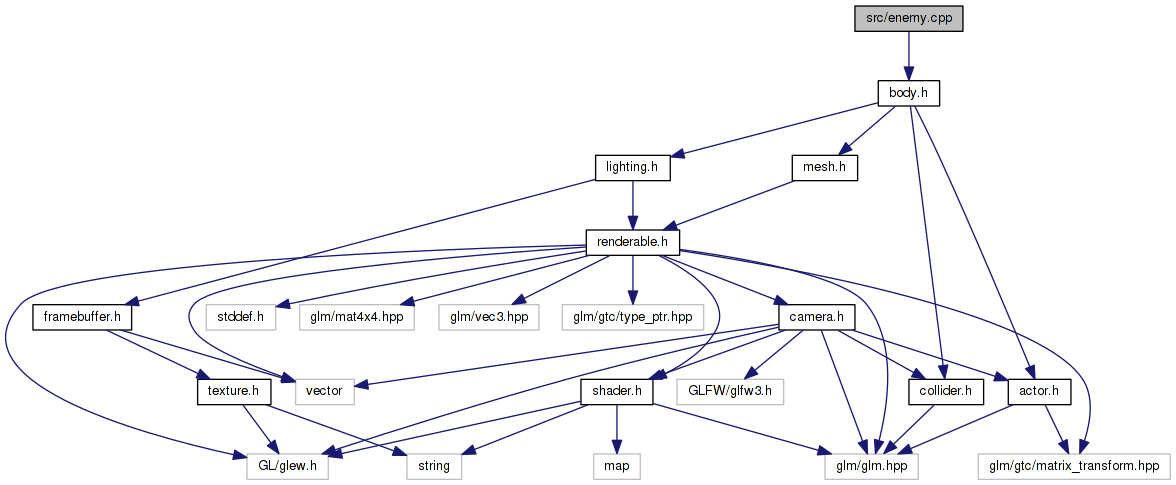 src/enemy.cpp
body.h
lighting.h
mesh.h
renderable.h
framebuffer.h
stddef.h
glm/mat4x4.hpp
glm/vec3.hpp
glm/gtc/type_ptr.hpp
camera.h
texture.h
vector
shader.h
GLFW/glfw3.h
collider.h
actor.h
GL/glew.h
string
map
glm/glm.hpp
glm/gtc/matrix_transform.hpp